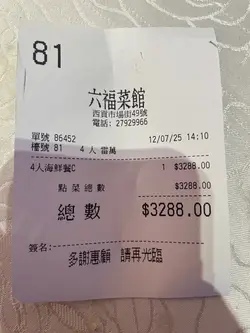 81
六福菜館
西貢市場街49號
電話: 27929966
單號 86452 12/07/25 14:10
檯號 81 4 人 雷萬
4人海鮮餐C 1 $3288.00
點 菜 總 數 $3288.00
總 數 $3288.00
簽名:
多謝惠顧 請再光臨